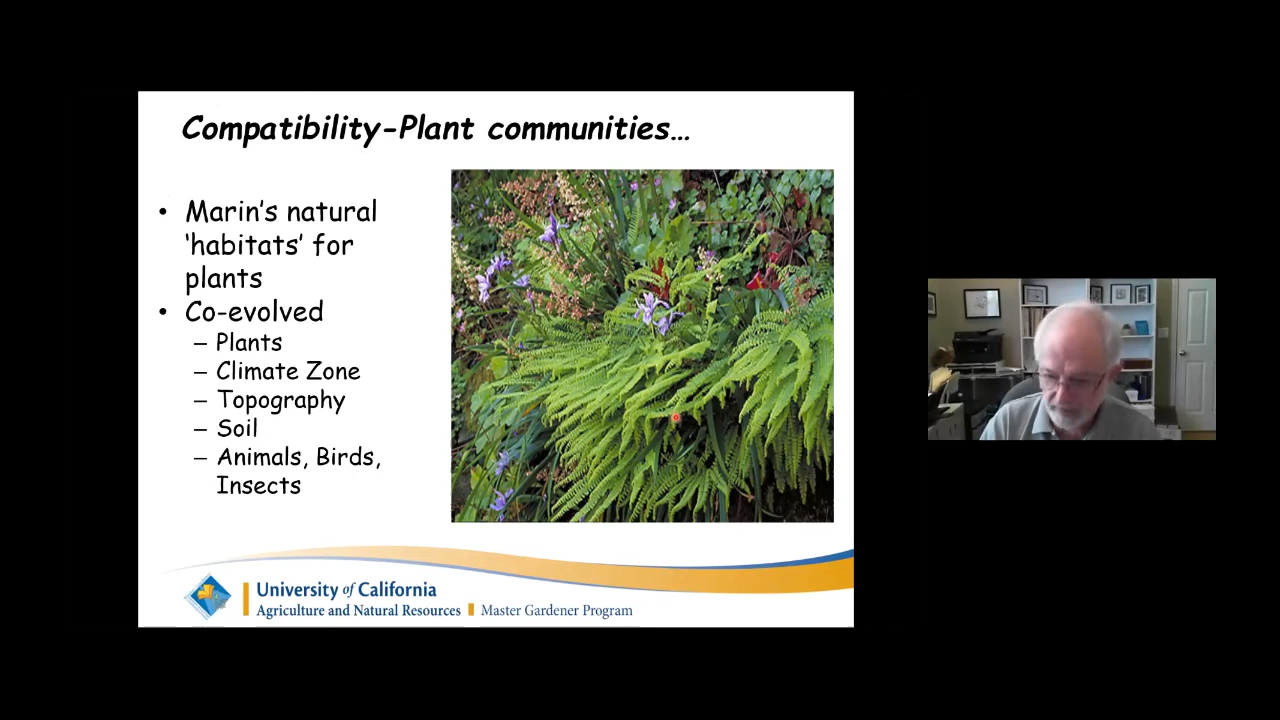 Compatibility-Plant communities…
• Marin's natural
'habitats' for
plants
• Co-evolved
– Plants
– Climate Zone
– Topography
– Soil
– Animals, Birds,
Insects
University of California
Agriculture and Natural Resources Master Gardener Program